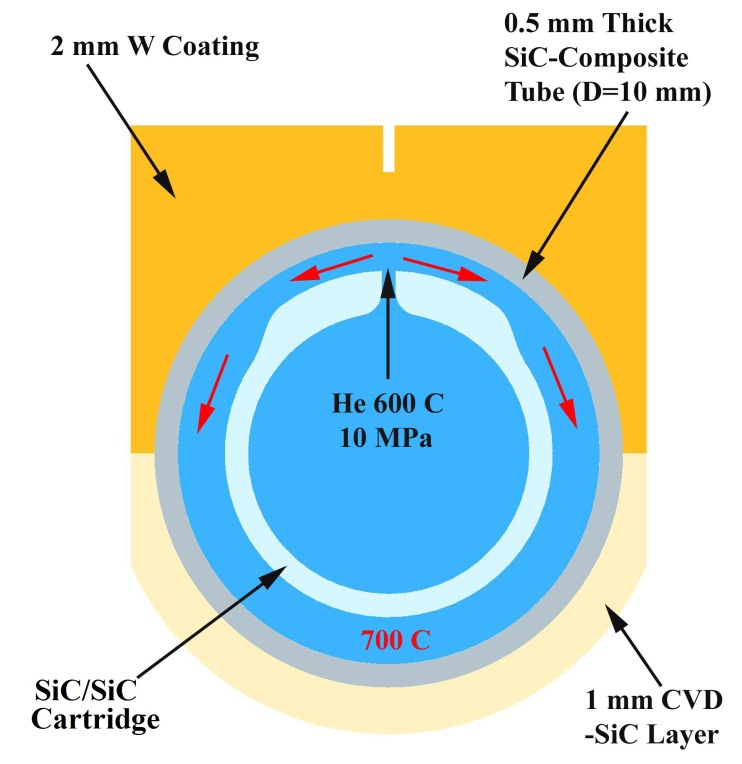 2 mm W Coating
0.5 mm Thick
SiC-Composite
Tube (D=10 mm)
He 600 C
10 MPa
700 C
SiC/SiC
Cartridge
1 mm CVD
-SiC Layer